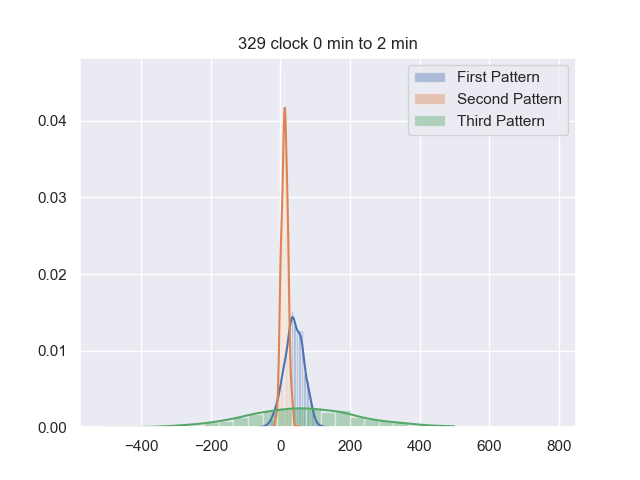 329 clock 0 min to 2 min
First Pattern
Second Pattern
Third Pattern
0.04
0.03
0.02
0.01
0.00
−400 −200 0 200 400 600 800